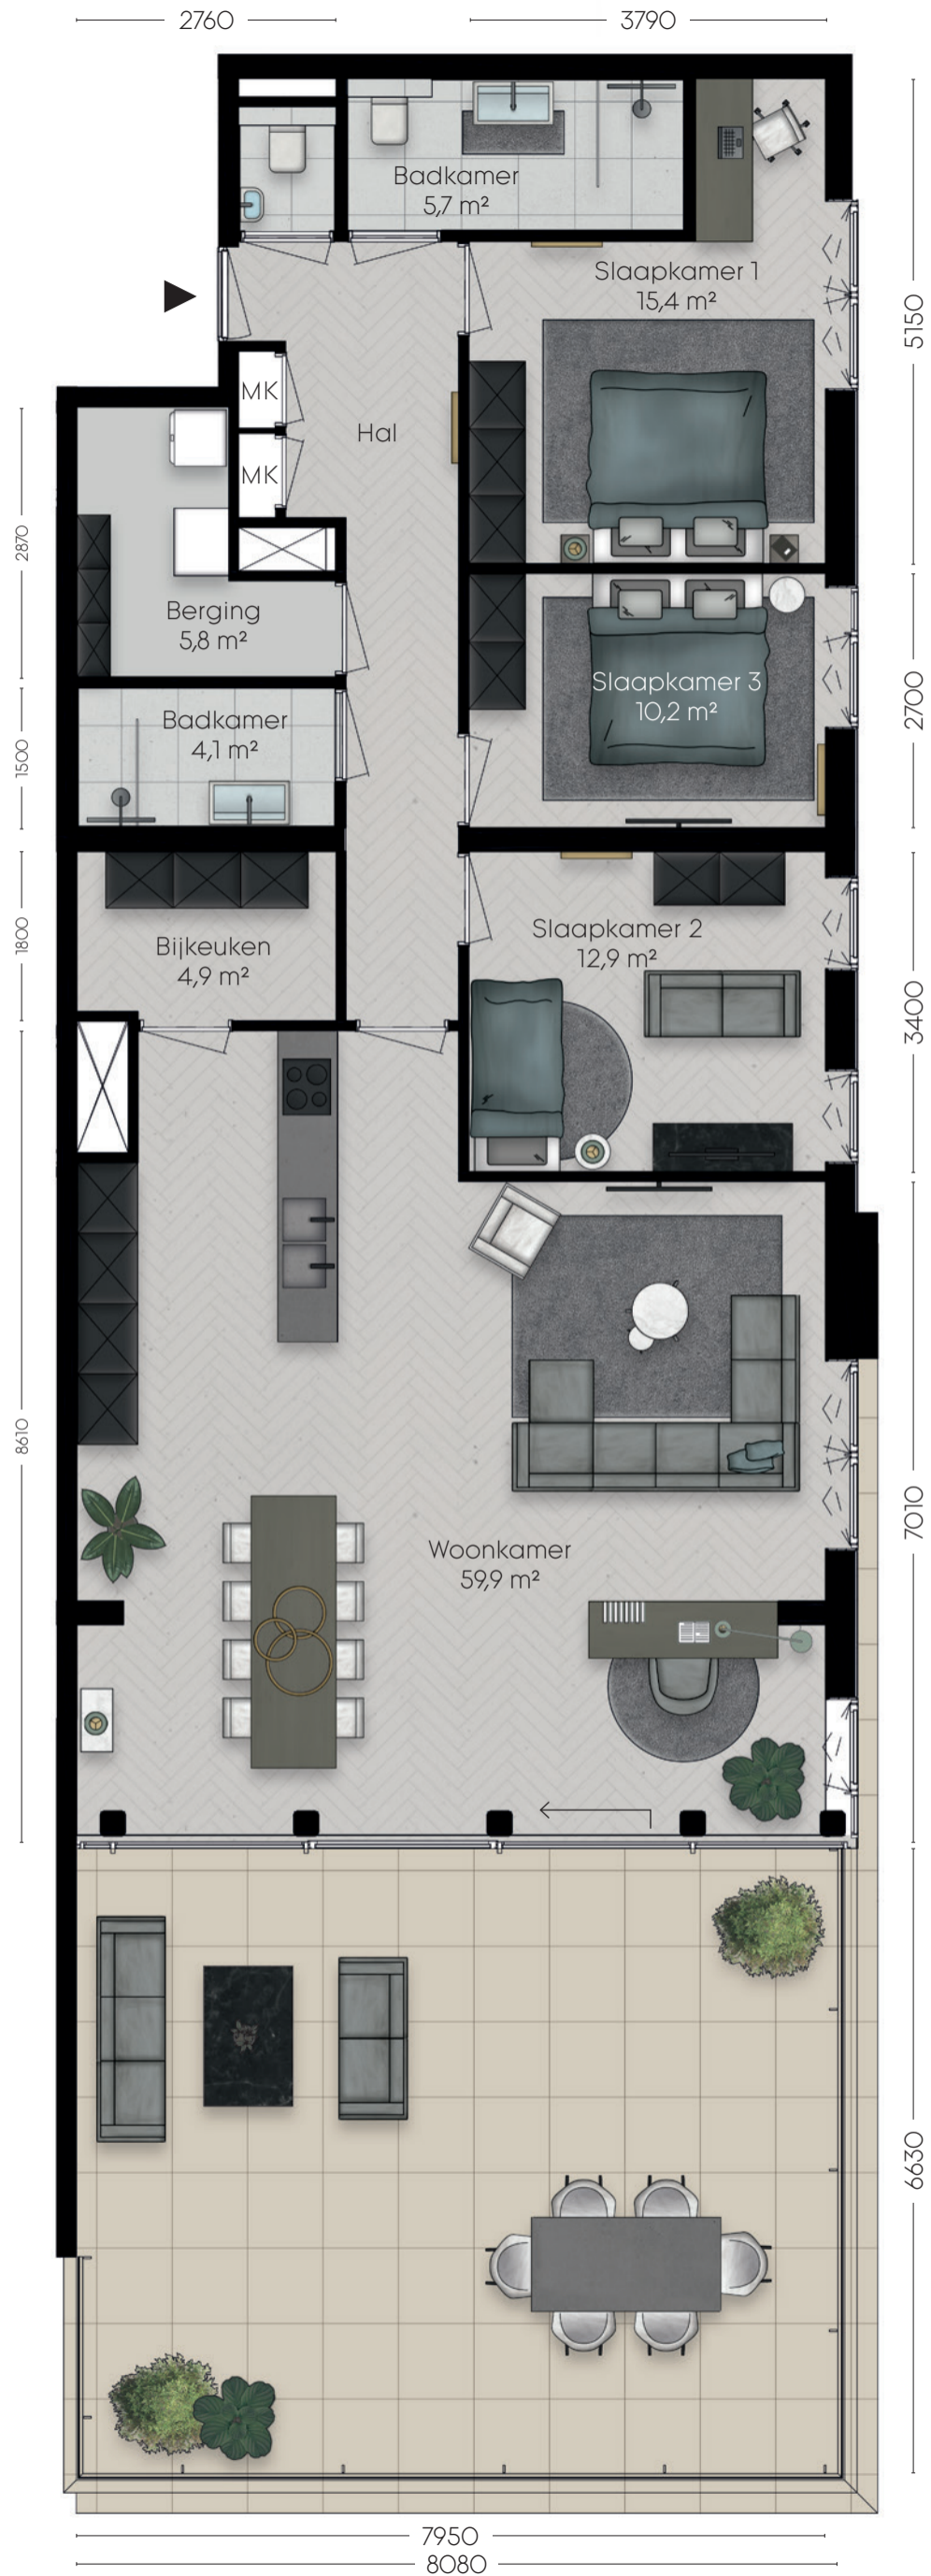 2760
3790
Badkamer
5,7 m²
Slaapkamer 1
15,4 m²
5150
MK
Hal
MK
2870
Berging
5,8 m²
Slaapkamer 3
10,2 m²
2700
Badkamer
4,1 m²
1500
Slaapkamer 2
12,9 m²
Bijkeuken
4,9 m²
1800
3400
8610
7010
Woonkamer
59,9 m²
6630
7950
8080